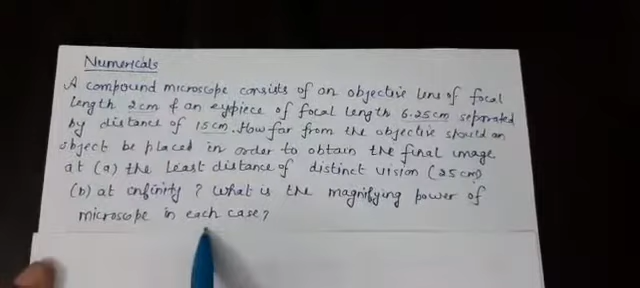 Numericals
A compound microscope consists of an objective lens of focal
length 2cm & an eypiece of focal length 6.25cm separated
by distance of 15cm. How far from the objective should an
object be placed in order to obtain the final image
at (a) the least distance of distinct vision (25cm)
(b) at infinity? What is the magnifying power of
microscope in each case?